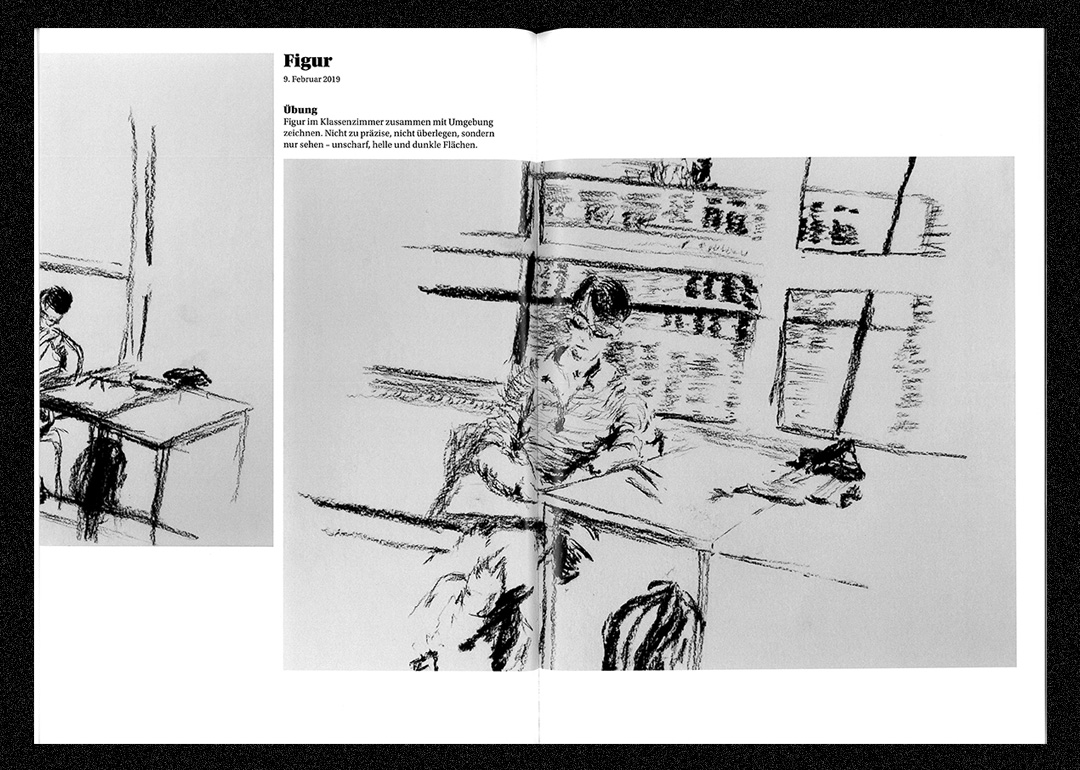 Figur
9. Februar 2019
Übung
Figur im Klassenzimmer zusammen mit Umgebung
zeichnen. Nicht zu präzise, nicht überlegen, sondern
nur sehen – unscharf, helle und dunkle Flächen.